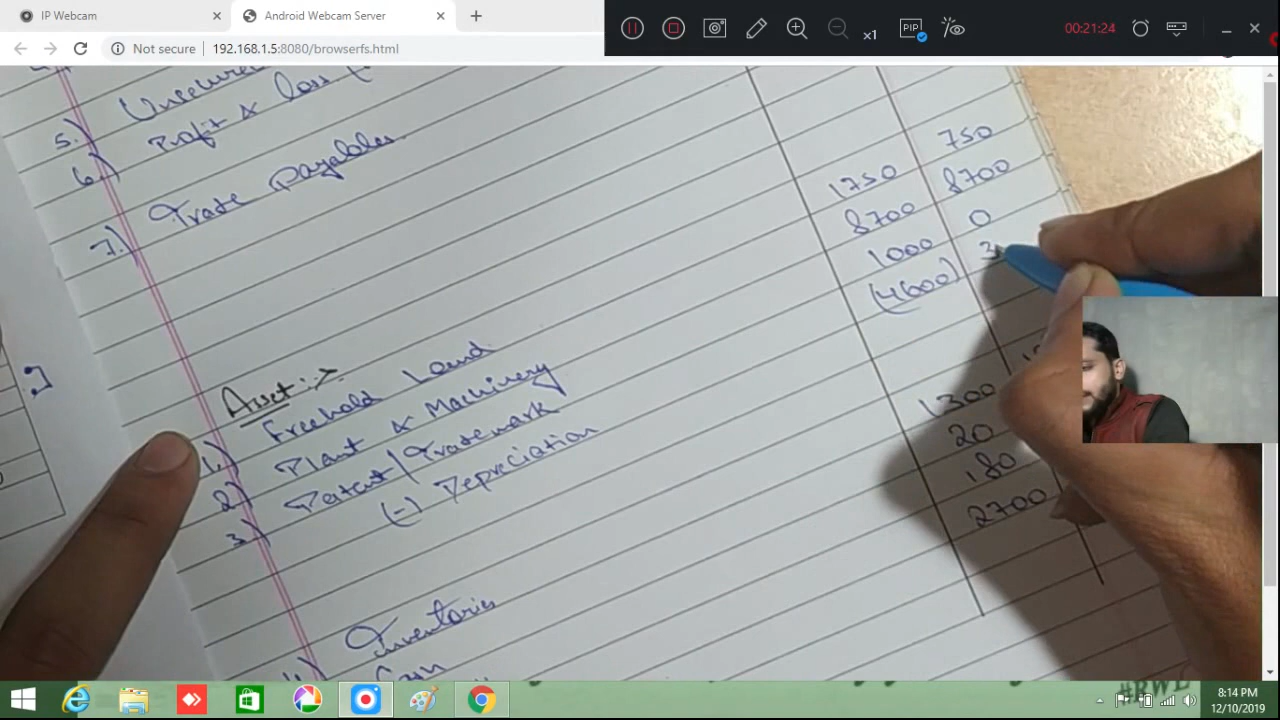 IP Webcam
Android Webcam Server
Not secure
192.168.1.5:8080/browserfs.html
x1
PIP
00:21:24
5.) Unsecured
6.) Profit & loss
7.) Trade Payables
750
1750 8700
8700 0
1000 3
(4600)
Asset :->
1.) Freehold Land
2) Plant & Machinery
3) Patent / Trademark
(-) Depreciation
1300
20
180
2700
Inventories
8:14 PM
12/10/2019